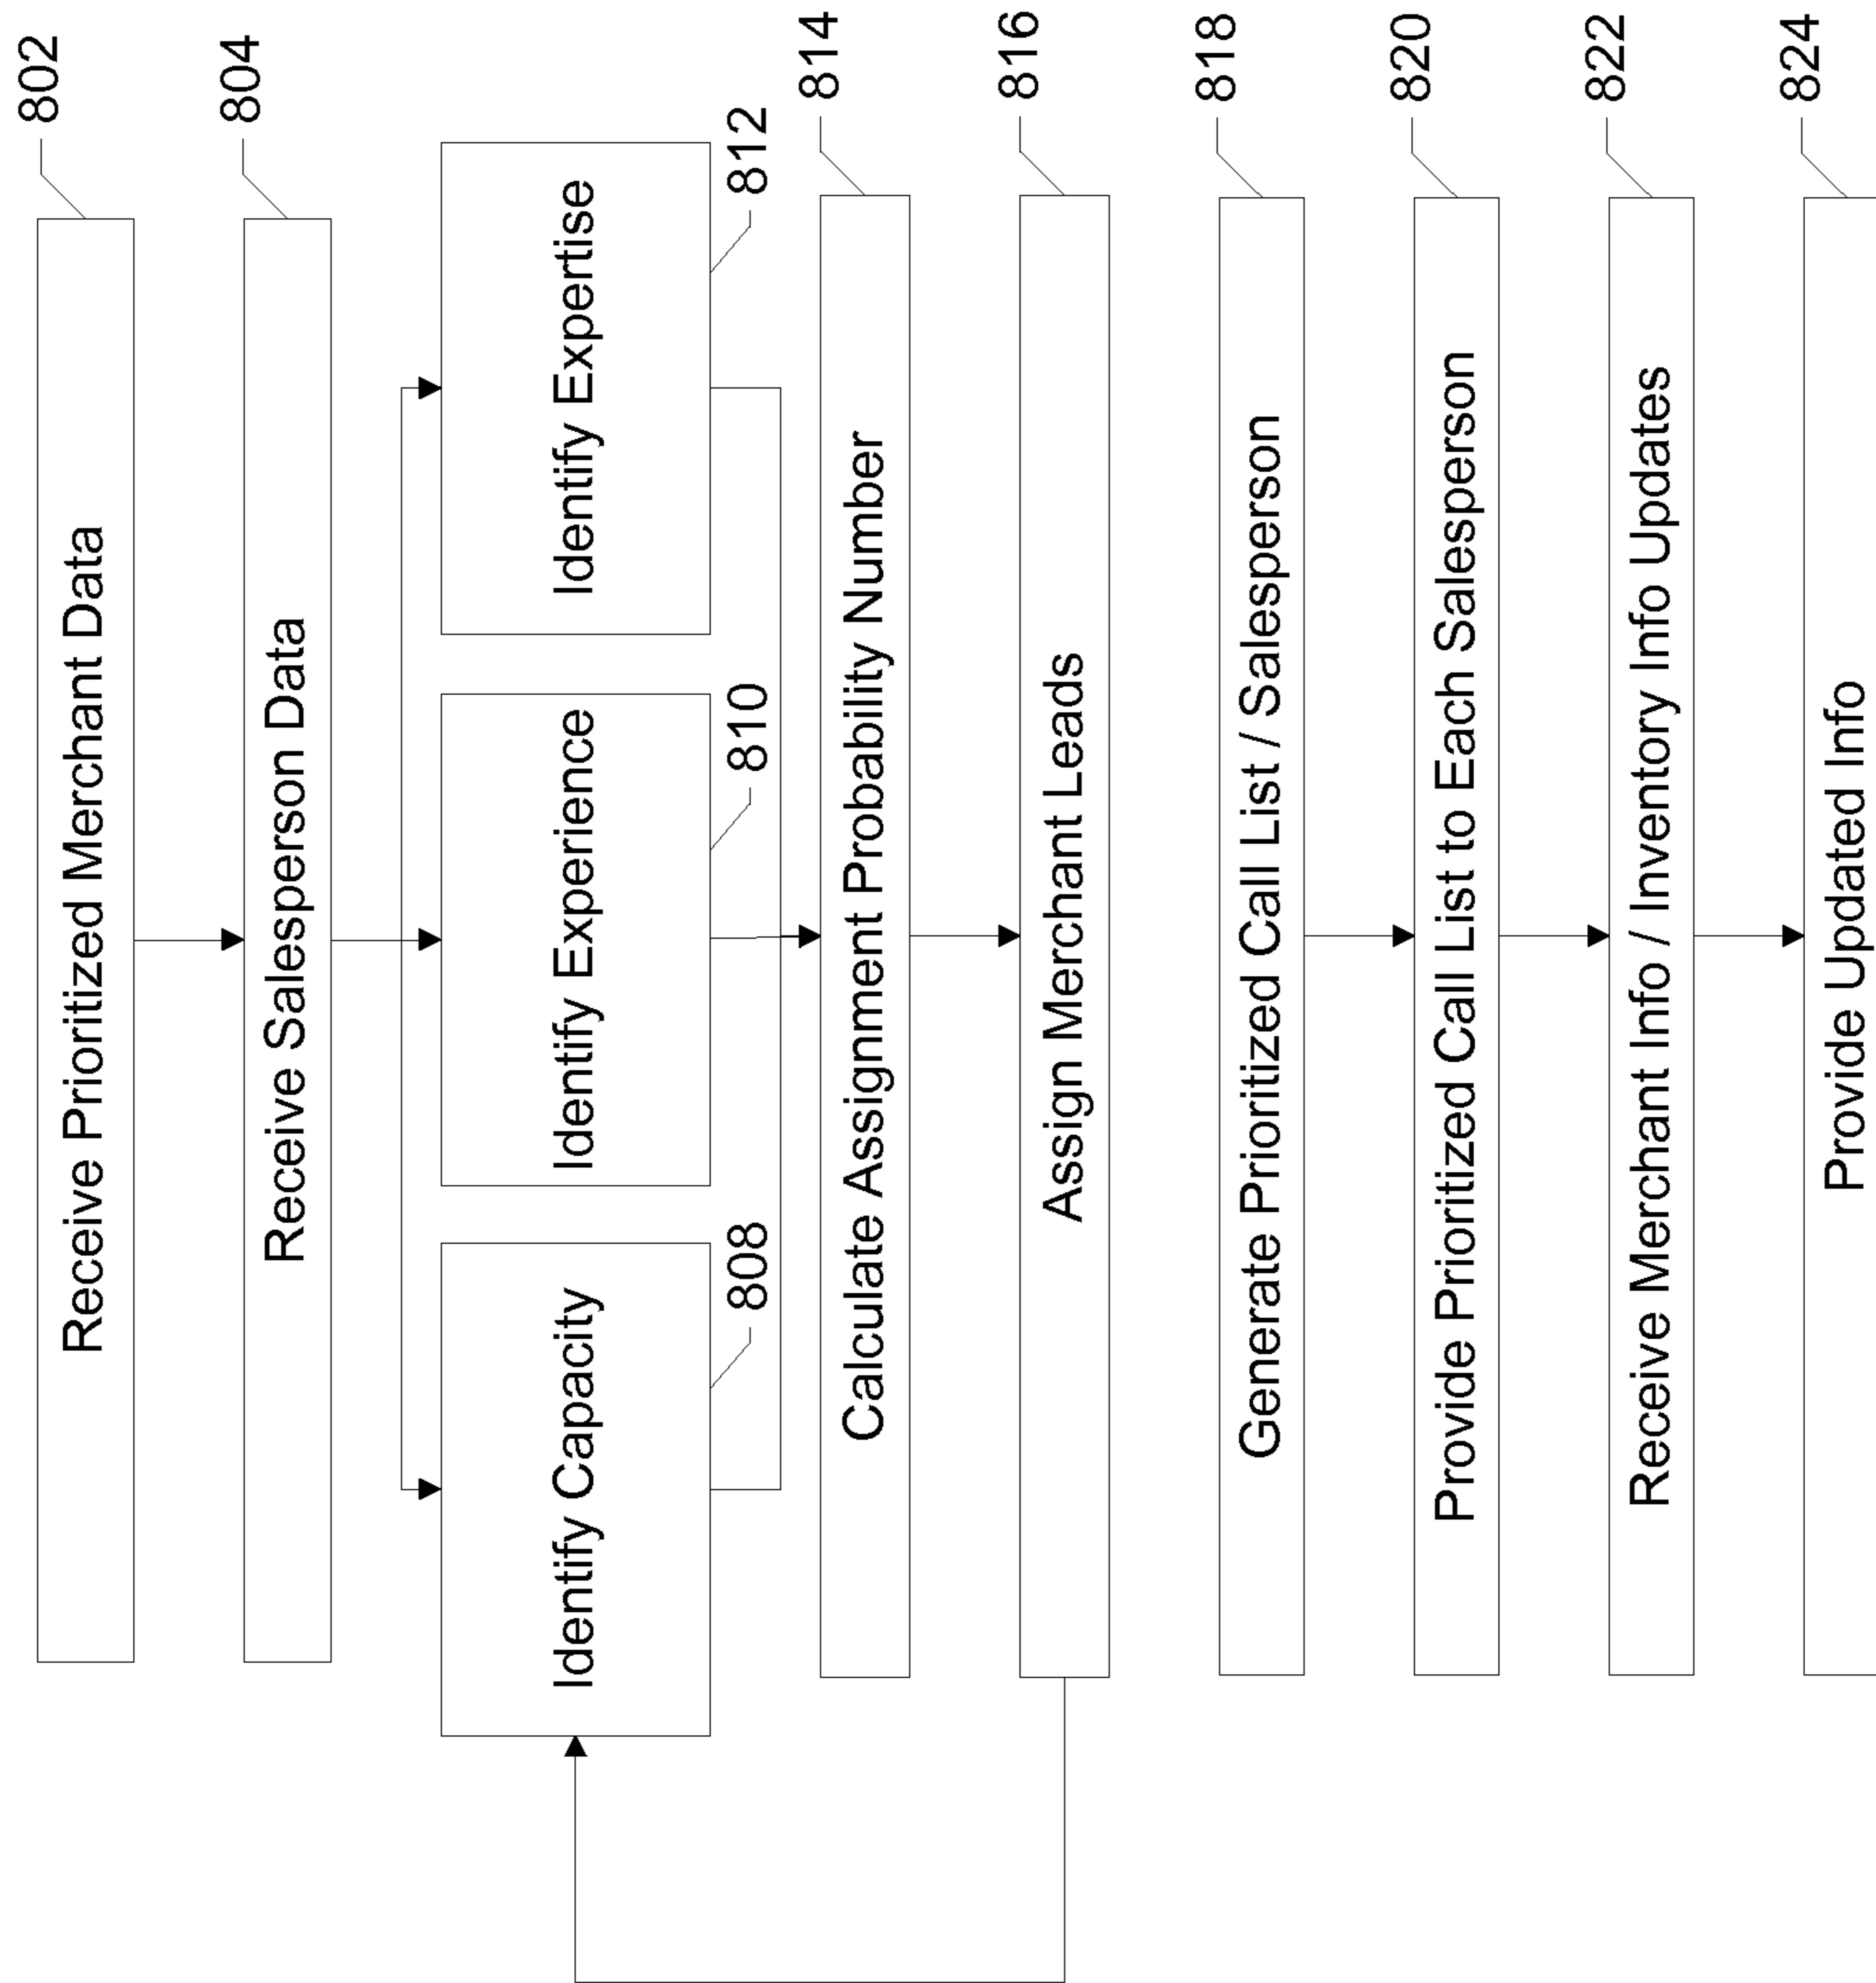 Receive Prioritized Merchant Data
802
Receive Salesperson Data
804
Identify Capacity
808
Identify Experience
810
Identify Expertise
812
Calculate Assignment Probability Number
814
Assign Merchant Leads
816
Generate Prioritized Call List / Salesperson
818
Provide Prioritized Call List to Each Salesperson
820
Receive Merchant Info / Inventory Info Updates
822
Provide Updated Info
824